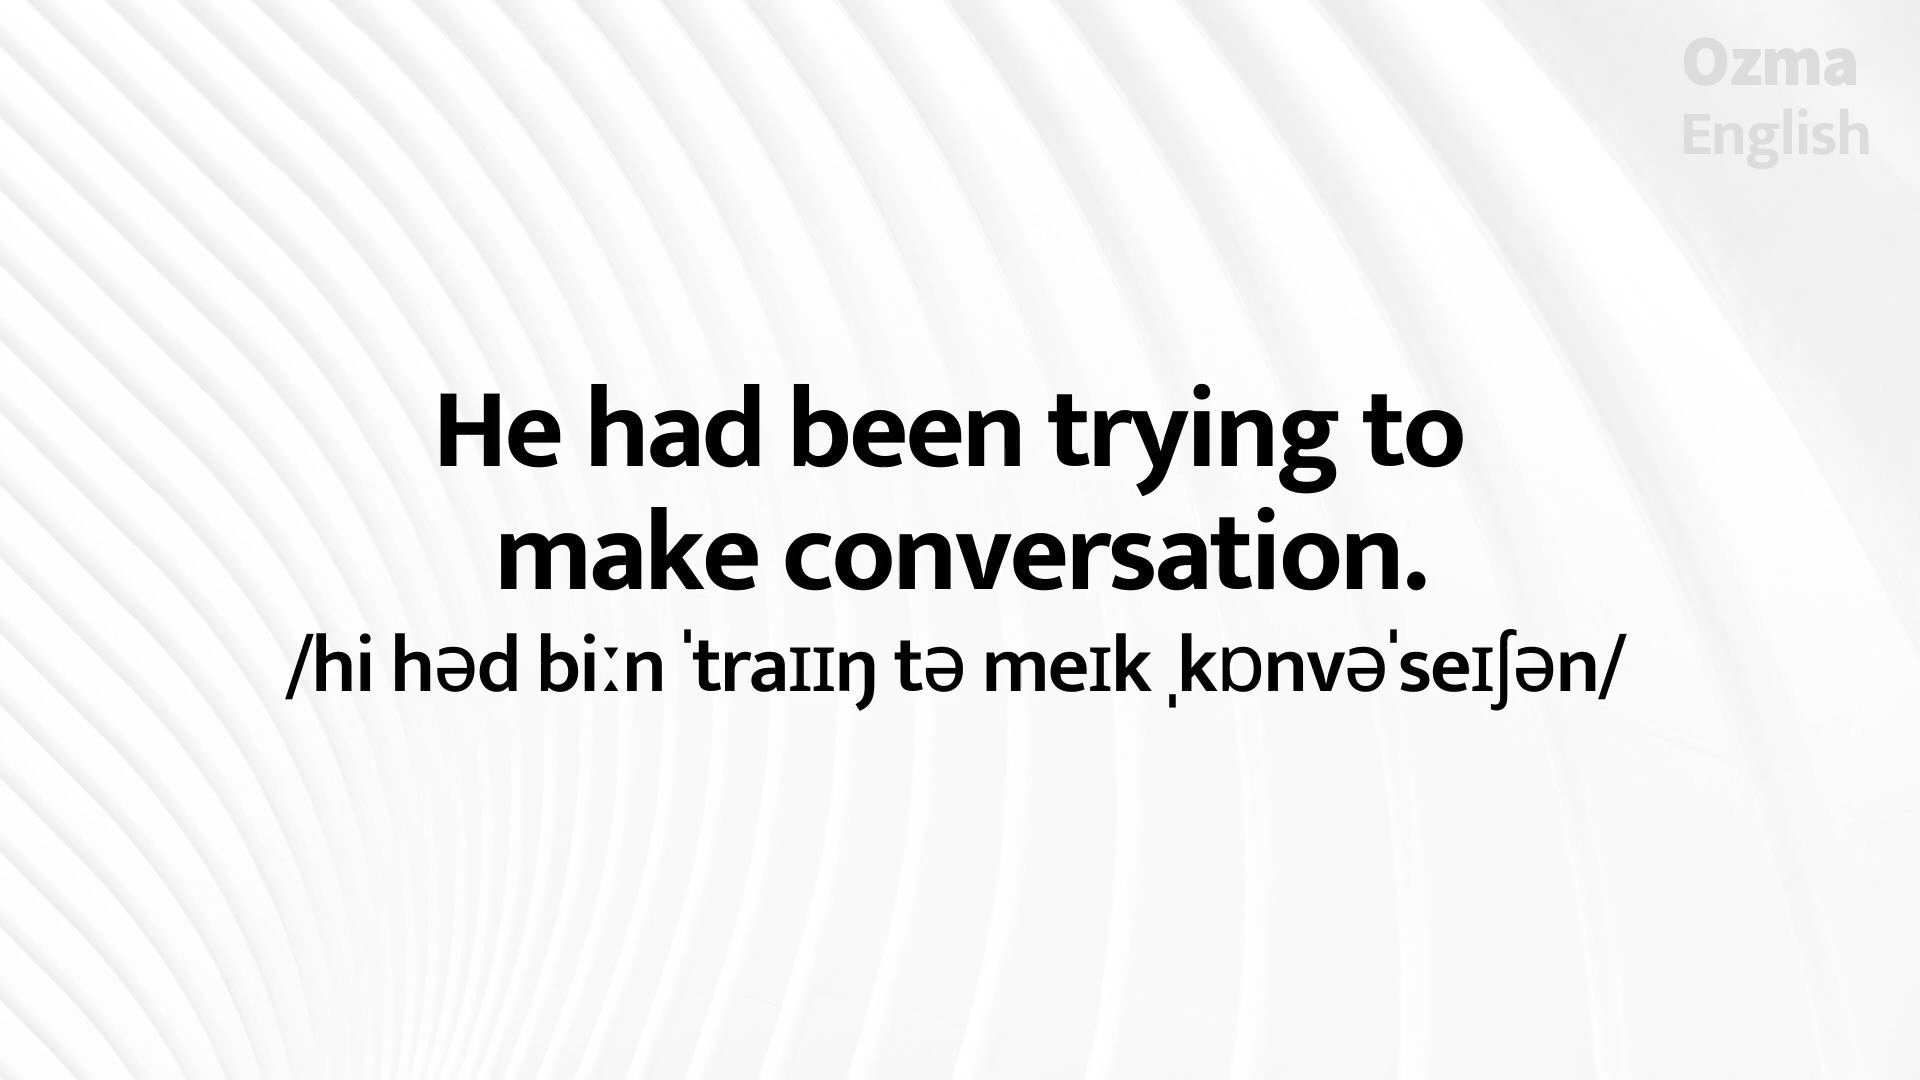 Ozma
English
He had been trying to
make conversation.
/hi həd biːn ˈtraɪɪŋ tə meɪk ˌkɒnvəˈseɪʃən/